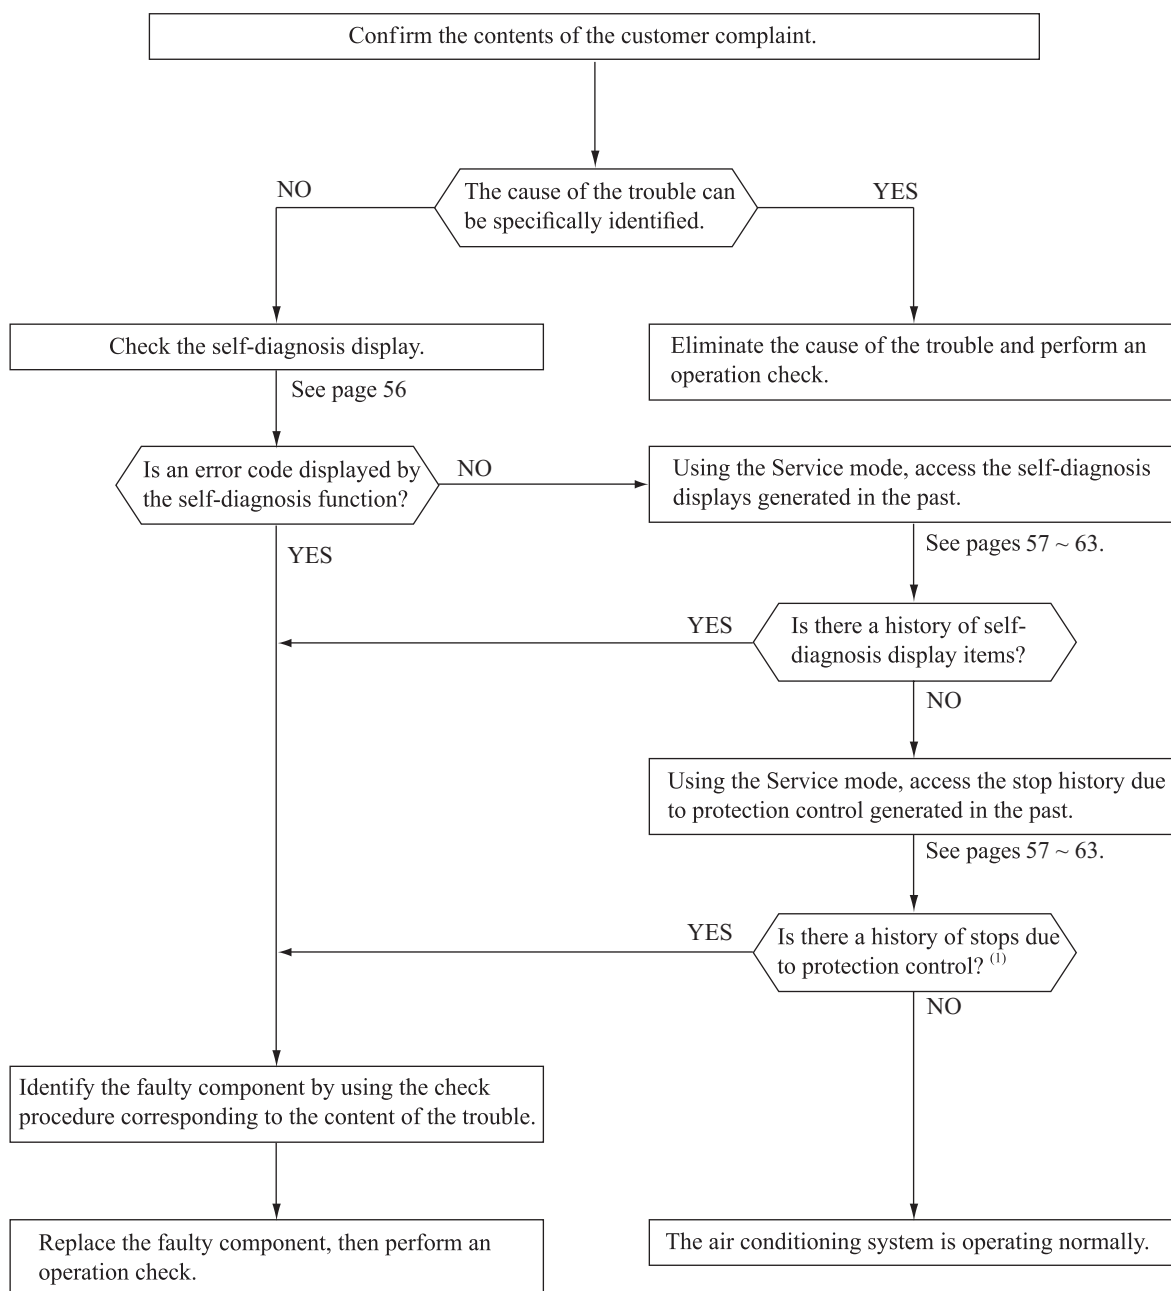 Confirm the contents of the customer complaint.
NO
The cause of the trouble can
be specifically identified.
YES
Check the self-diagnosis display.
See page 56
Eliminate the cause of the trouble and perform an
operation check.
Is an error code displayed by
the self-diagnosis function?
NO
YES
Using the Service mode, access the self-diagnosis
displays generated in the past.
See pages 57 ~ 63.
YES
Is there a history of self-
diagnosis display items?
NO
Using the Service mode, access the stop history due
to protection control generated in the past.
See pages 57 ~ 63.
YES
Is there a history of stops due
to protection control? (1)
NO
Identify the faulty component by using the check
procedure corresponding to the content of the trouble.
Replace the faulty component, then perform an
operation check.
The air conditioning system is operating normally.